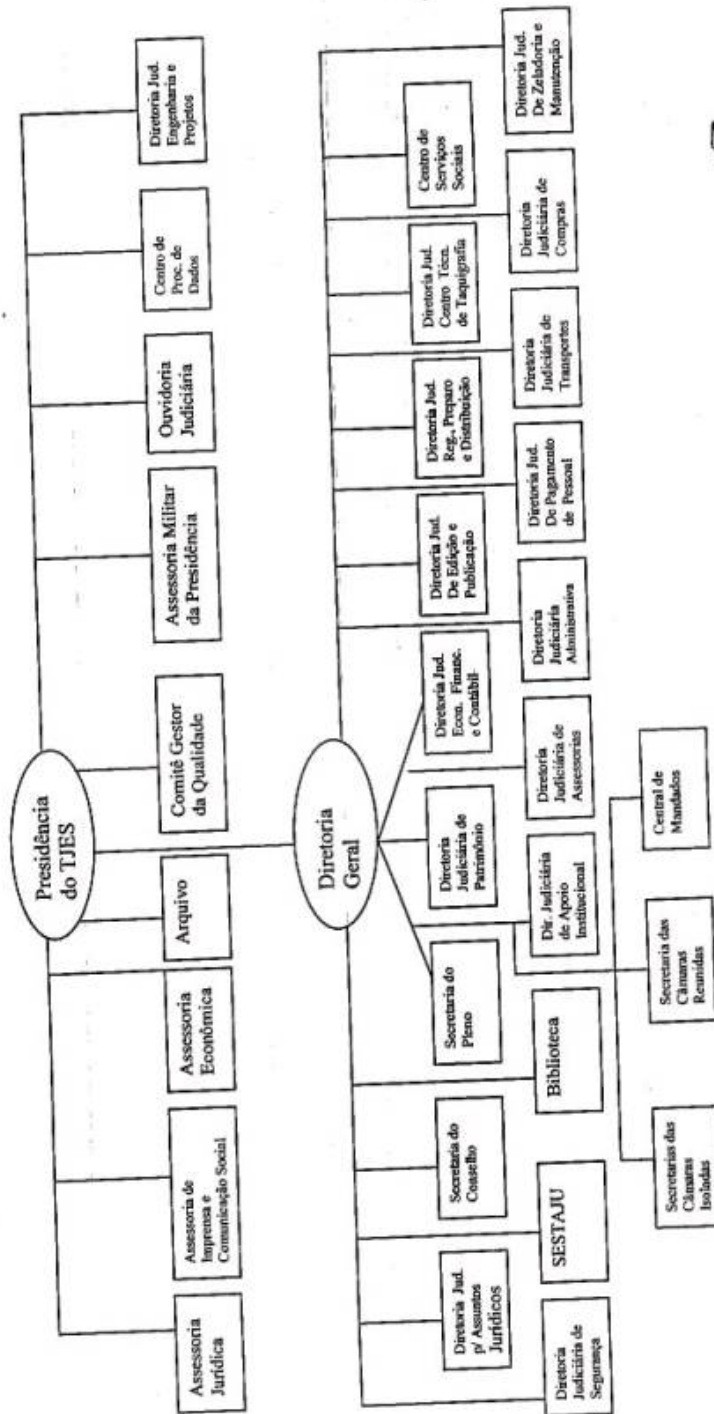 Presidência
do TJES
Assessoria
Jurídica
Assessoria de
Imprensa e
Comunicação Social
Assessoria
Econômica
Arquivo
Comitê Gestor
da Qualidade
Assessoria Militar
da Presidência
Ouvidoria
Judiciária
Centro de
Proc. de
Dados
Diretoria Jud.
Engenharia e
Projetos
Diretoria
Geral
Diretoria Jud.
p/ Assuntos
Jurídicos
Secretaria do
Conselho
Secretaria do
Pleno
Diretoria
Judiciária de
Patrimônio
Diretoria Jud.
Econ. Financ.
e Contábil-
Diretoria Jud.
De Edição e
Publicação
Diretoria Jud.
Reg., Preparo
e Distribuição
Diretoria Jud.
Centro Técn.
de Taquigrafia
Centro de
Serviços
Sociais
Diretoria
Judiciária de
Segurança
SESTAJU
Biblioteca
Dir. Judiciária
de Apoio
Institucional
Diretoria
Judiciária de
Assessorias
Diretoria
Judiciária
Administrativa
Diretoria Jud.
De Pagamento
de Pessoal
Diretoria
Judiciária de
Transportes
Diretoria
Judiciária de
Compras
Diretoria Jud.
De Zeladoria e
Manutenção
Secretarias das
Câmaras
Isoladas
Secretaria das
Câmaras
Reunidas
Central de
Mandados